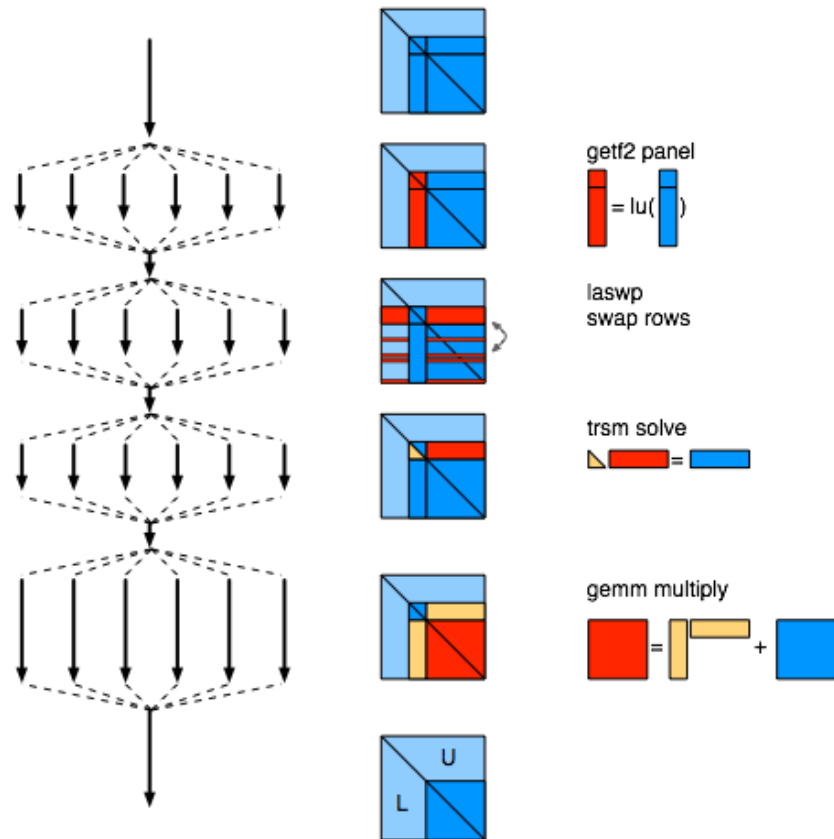 getf2 panel
= lu( )
laswp
swap rows
trsm solve
=
gemm multiply
= +
U
L